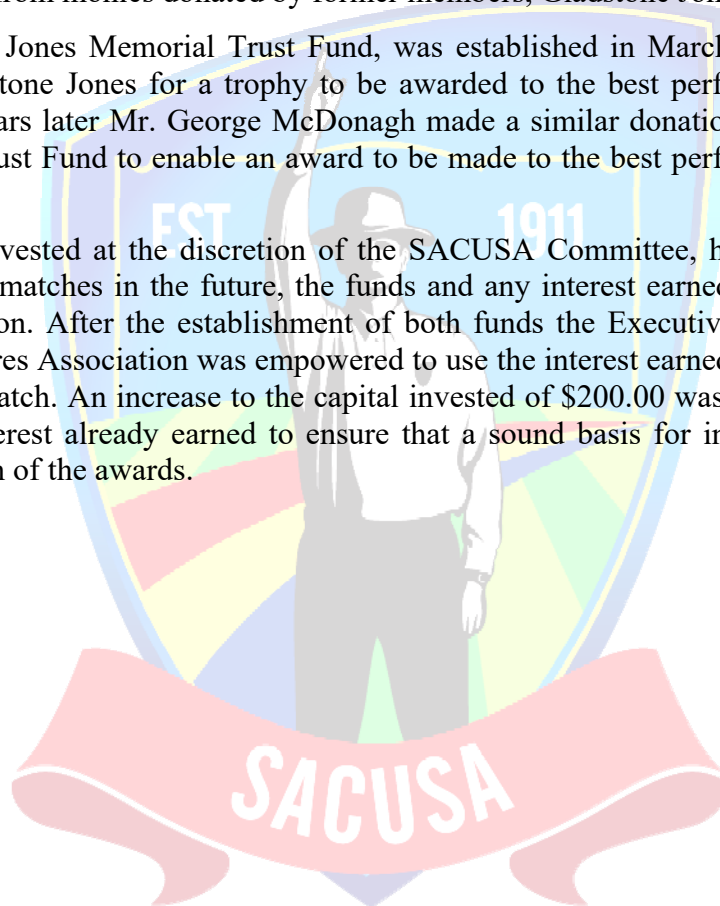 from monies donated by former members, Gladstone Jon
Jones Memorial Trust Fund, was established in March
tone Jones for a trophy to be awarded to the best perf
ars later Mr. George McDonagh made a similar donatio
ust Fund to enable an award to be made to the best perf
EST 1911
vested at the discretion of the SACUSA Committee, h
matches in the future, the funds and any interest earned
on. After the establishment of both funds the Executiv
res Association was empowered to use the interest earned
atch. An increase to the capital invested of $200.00 was
erest already earned to ensure that a sound basis for in
n of the awards.
SACUSA